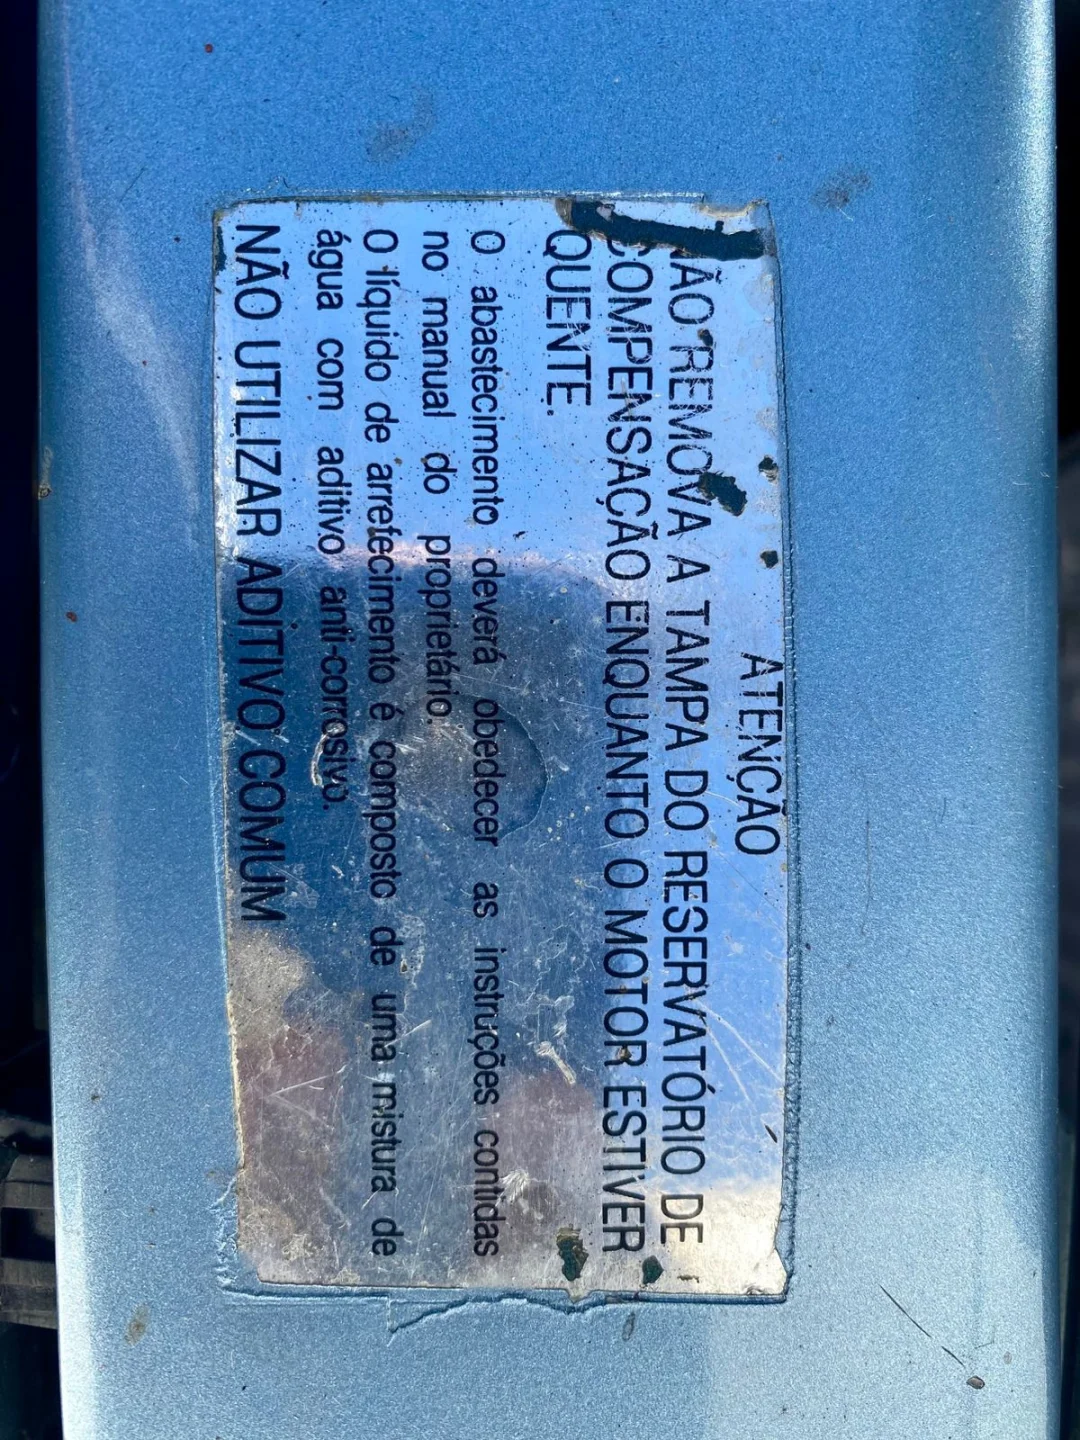 ATENÇÃO
NÃO REMOVA A TAMPA DO RESERVATÓRIO DE
COMPENSAÇÃO ENQUANTO O MOTOR ESTIVER
QUENTE.
O abastecimento deverá obedecer as instruções contidas
no manual do proprietário.
O líquido de arrefecimento é composto de uma mistura de
água com aditivo anti-corrosivo.
NÃO UTILIZAR ADITIVO COMUM